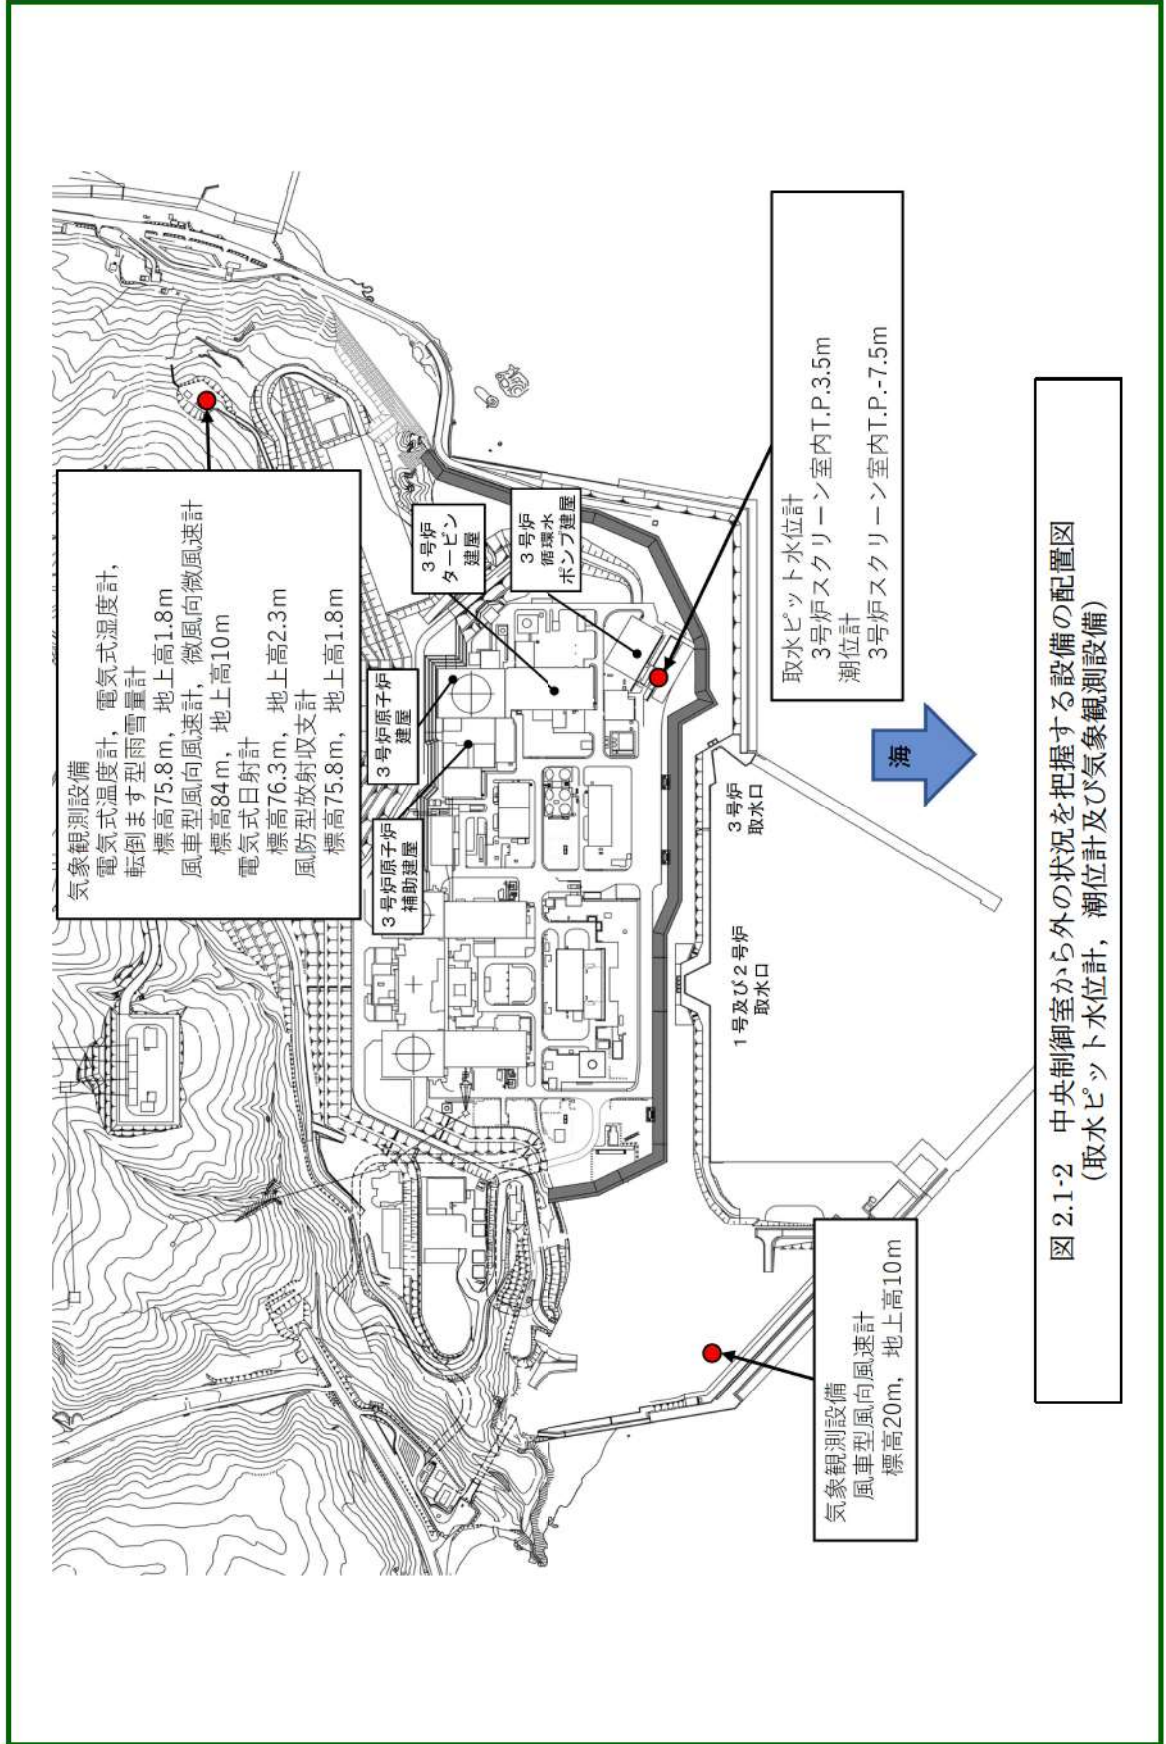 気象観測設備
電気式温度計，電気式湿度計，
転倒ます型雨雪量計
標高75.8m，地上高1.8m
風車型風向風速計，微風向微風速計
標高84m，地上高10m
電気式日射計
標高76.3m，地上高2.3m
風防型放射収支計
標高75.8m，地上高1.8m
3号炉原子炉
補助建屋
3号炉原子炉
建屋
3号炉
タービン
建屋
3号炉
循環水
ポンプ建屋
取水ピット水位計
3号炉スクリーン室内T.P.3.5m
潮位計
3号炉スクリーン室内T.P.-7.5m
海
3号炉
取水口
1号及び2号炉
取水口
気象観測設備
風車型風向風速計
標高20m，地上高10m
図 2.1-2　中央制御室から外の状況を把握する設備の配置図
（取水ピット水位計，潮位計及び気象観測設備）